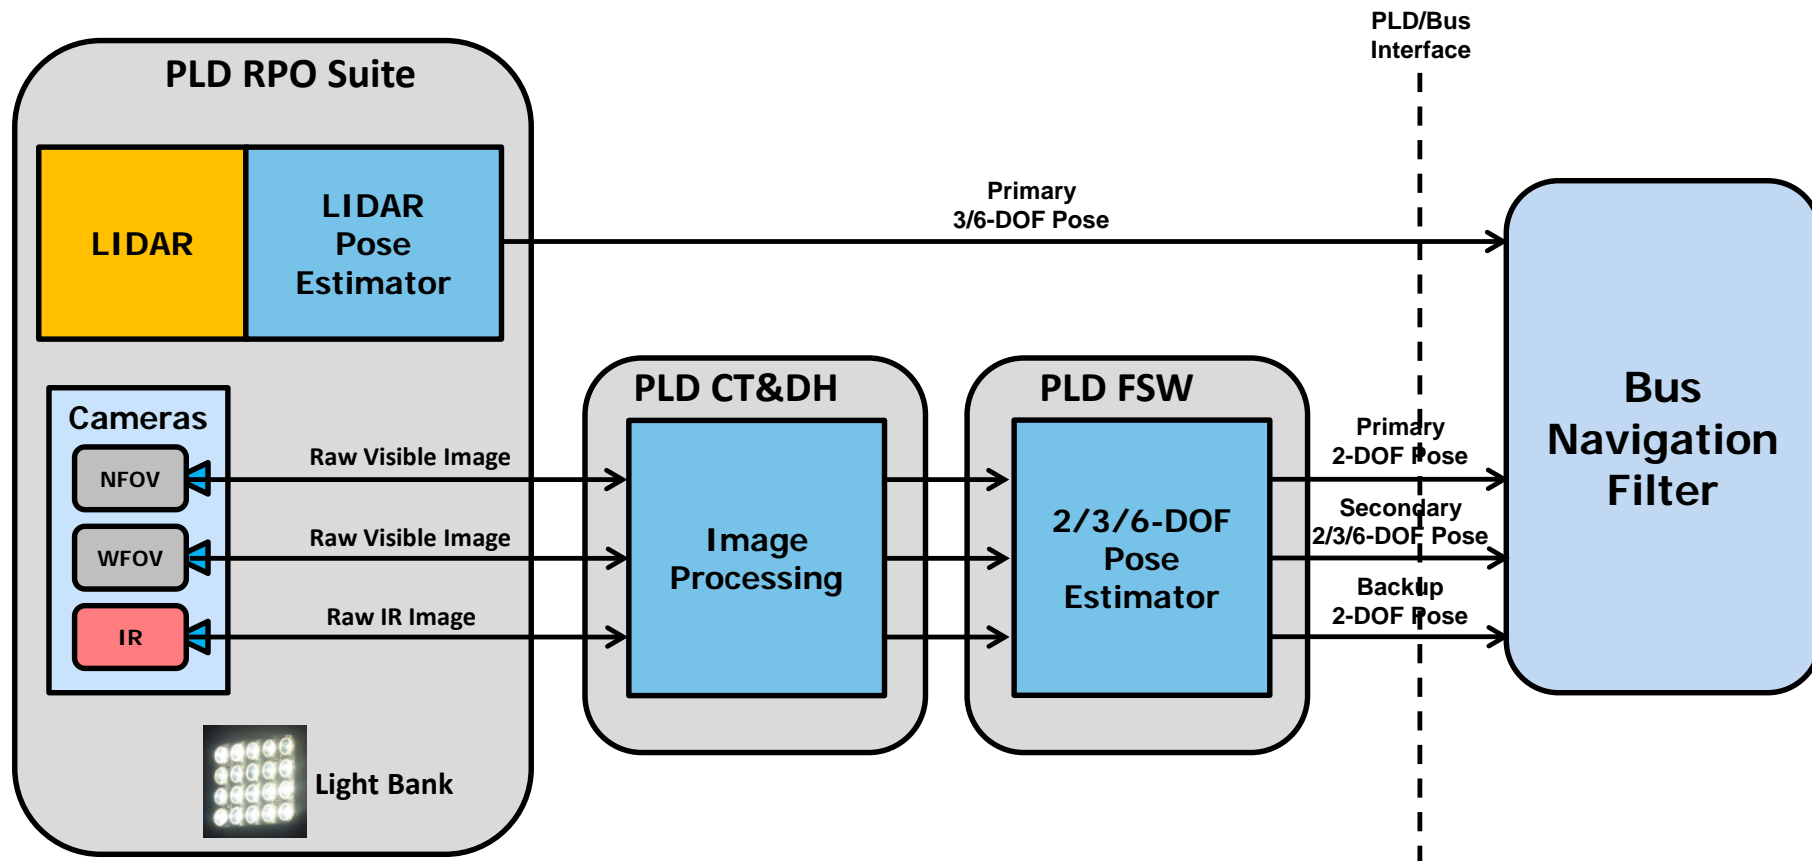 PLD/Bus
Interface
PLD RPO Suite
LIDAR
LIDAR
Pose
Estimator
Primary
3/6-DOF Pose
Cameras
NFOV
WFOV
IR
Raw Visible Image
Raw Visible Image
Raw IR Image
Light Bank
PLD CT&DH
Image
Processing
PLD FSW
2/3/6-DOF
Pose
Estimator
Primary
2-DOF Pose
Secondary
2/3/6-DOF Pose
Backup
2-DOF Pose
Bus
Navigation
Filter